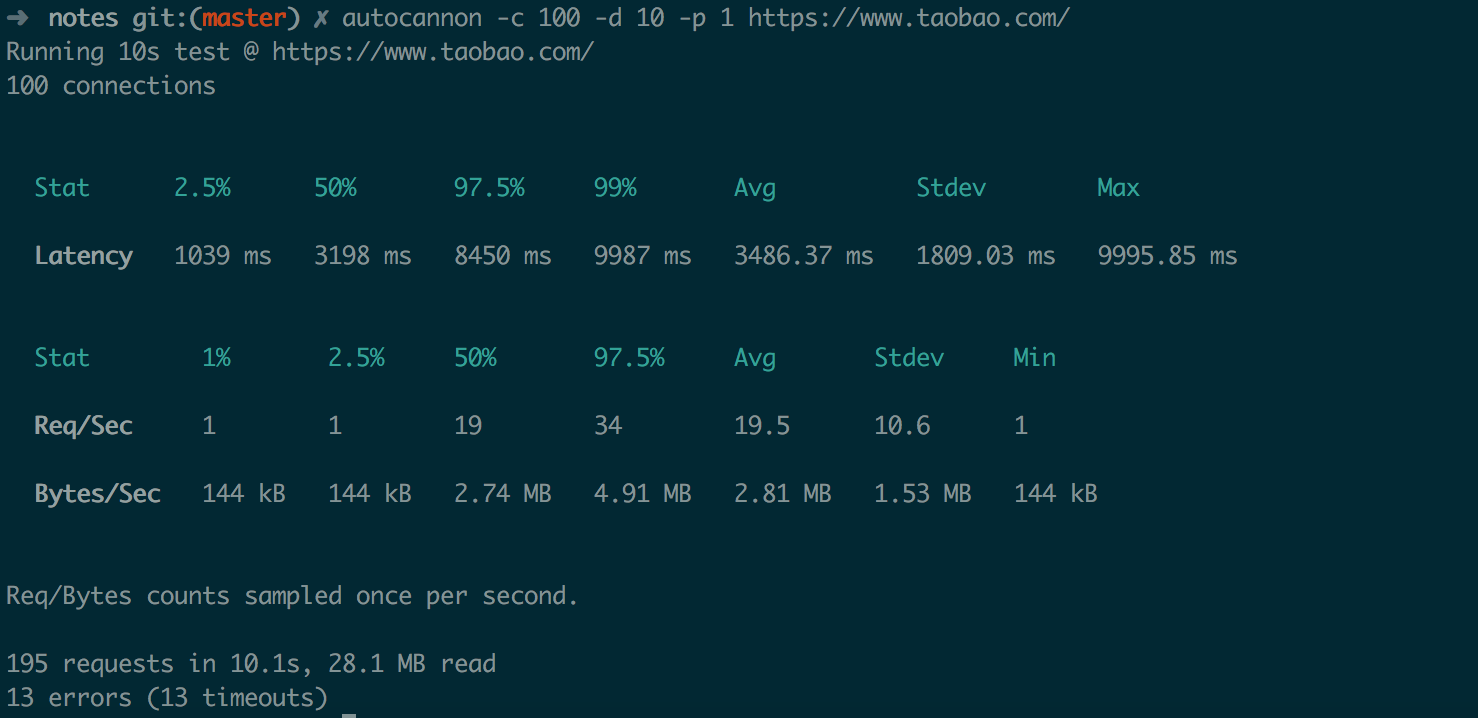 ➜ notes git:(master) ✗ autocannon -c 100 -d 10 -p 1 https://www.taobao.com/
Running 10s test @ https://www.taobao.com/
100 connections
Stat 2.5% 50% 97.5% 99% Avg Stdev Max
Latency 1039 ms 3198 ms 8450 ms 9987 ms 3486.37 ms 1809.03 ms 9995.85 ms
Stat 1% 2.5% 50% 97.5% Avg Stdev Min
Req/Sec 1 1 19 34 19.5 10.6 1
Bytes/Sec 144 kB 144 kB 2.74 MB 4.91 MB 2.81 MB 1.53 MB 144 kB
Req/Bytes counts sampled once per second.
195 requests in 10.1s, 28.1 MB read
13 errors (13 timeouts)